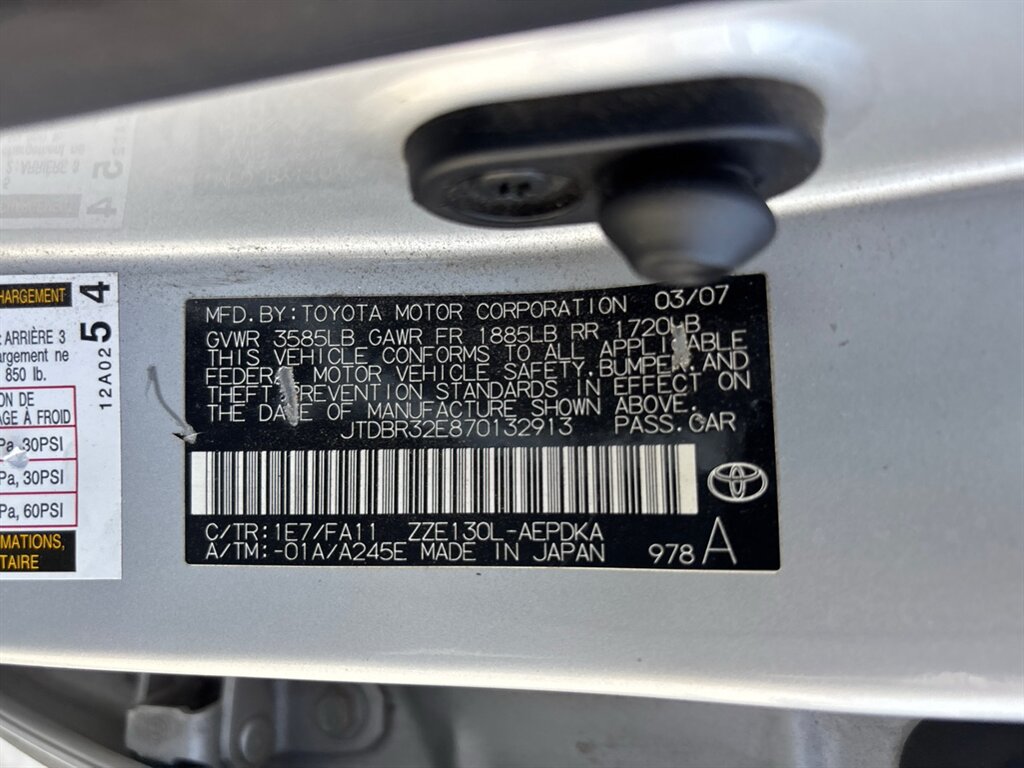 HARGEMENT
: ARRIÈRE 3
argement ne
850 lb.
12A02
54
ON DE
AGE À FROID
Pa, 30PSI
Pa, 30PSI
Pa, 60PSI
MATIONS,
TAIRE
MFD. BY: TOYOTA MOTOR CORPORATION 03/07
GVWR 3585LB GAWR FR 1885LB RR 1720LB
THIS VEHICLE CONFORMS TO ALL APPLICABLE
FEDERAL MOTOR VEHICLE SAFETY, BUMPER, AND
THEFT PREVENTION STANDARDS IN EFFECT ON
THE DATE OF MANUFACTURE SHOWN ABOVE.
JTDBR32E870132913 PASS. CAR
C/TR: 1E7/FA11 ZZE130L-AEPDKA
A/TM: -01A/A245E MADE IN JAPAN
978 A